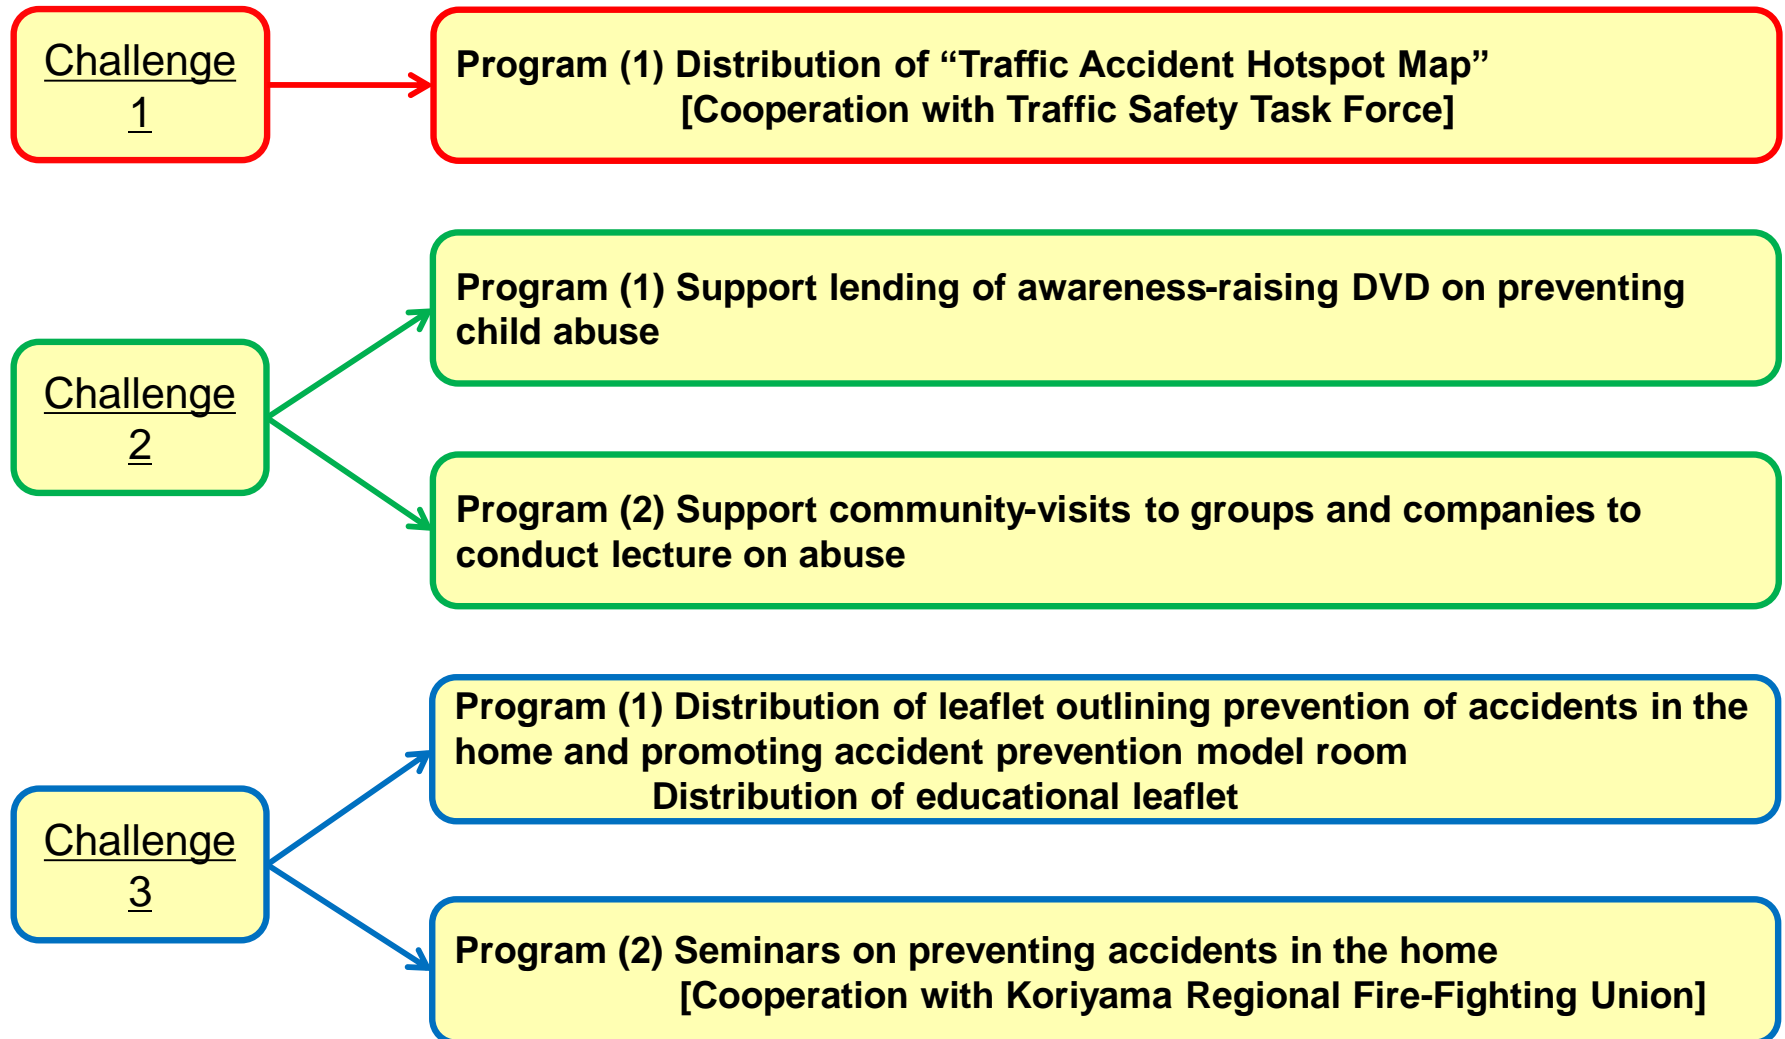 Challenge
1
Program (1) Distribution of “Traffic Accident Hotspot Map”
[Cooperation with Traffic Safety Task Force]
Challenge
2
Program (1) Support lending of awareness-raising DVD on preventing
child abuse
Program (2) Support community-visits to groups and companies to
conduct lecture on abuse
Challenge
3
Program (1) Distribution of leaflet outlining prevention of accidents in the
home and promoting accident prevention model room
Distribution of educational leaflet
Program (2) Seminars on preventing accidents in the home
[Cooperation with Koriyama Regional Fire-Fighting Union]